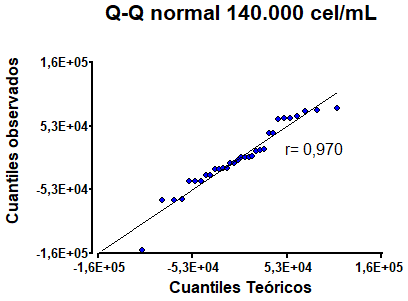 Q-Q normal 140.000 cel/mL
Cuantiles observados
1,6E+05
5,3E+04
-5,3E+04
-1,6E+05
r= 0,970
-1,6E+05 -5,3E+04 5,3E+04 1,6E+05
Cuantiles Teóricos